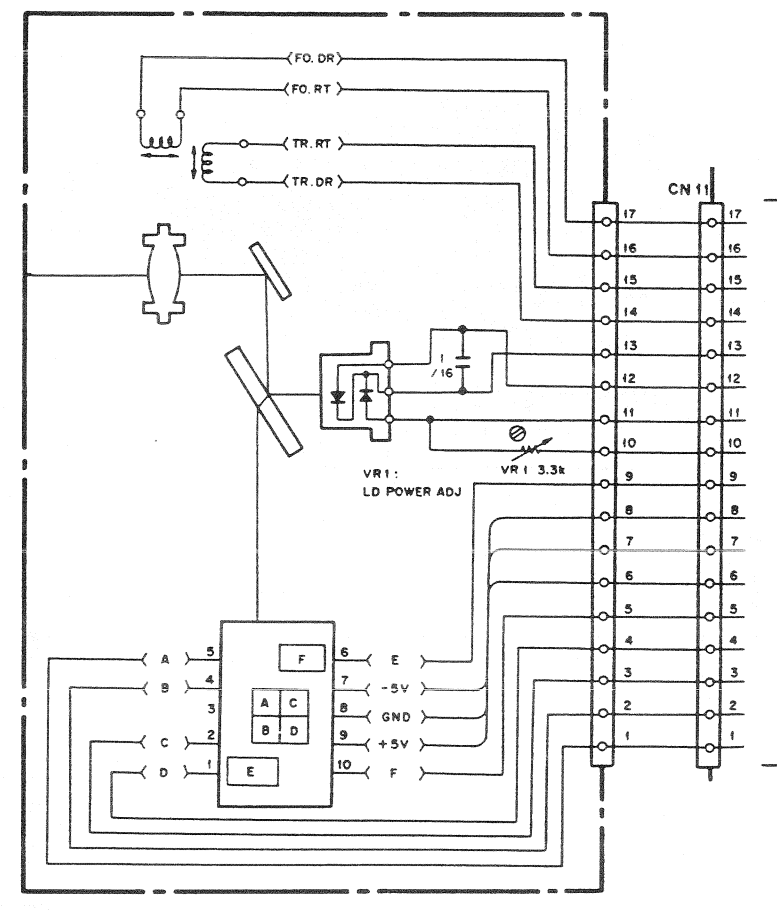 FO. DR
FO. RT
TR. RT
TR. DR
CN 11
17 17
16 16
15 15
14 14
13 13
12 12
11 11
10 10
9 9
8 8
7 7
6 6
5 5
4 4
3 3
2 2
1 1
1
/16
VR1 3.3k
VR1:
LD POWER ADJ
A 5 F 6 E
B 4 A C 7 -5V
3 B D 8 GND
C 2 9 +5V
D 1 E 10 F